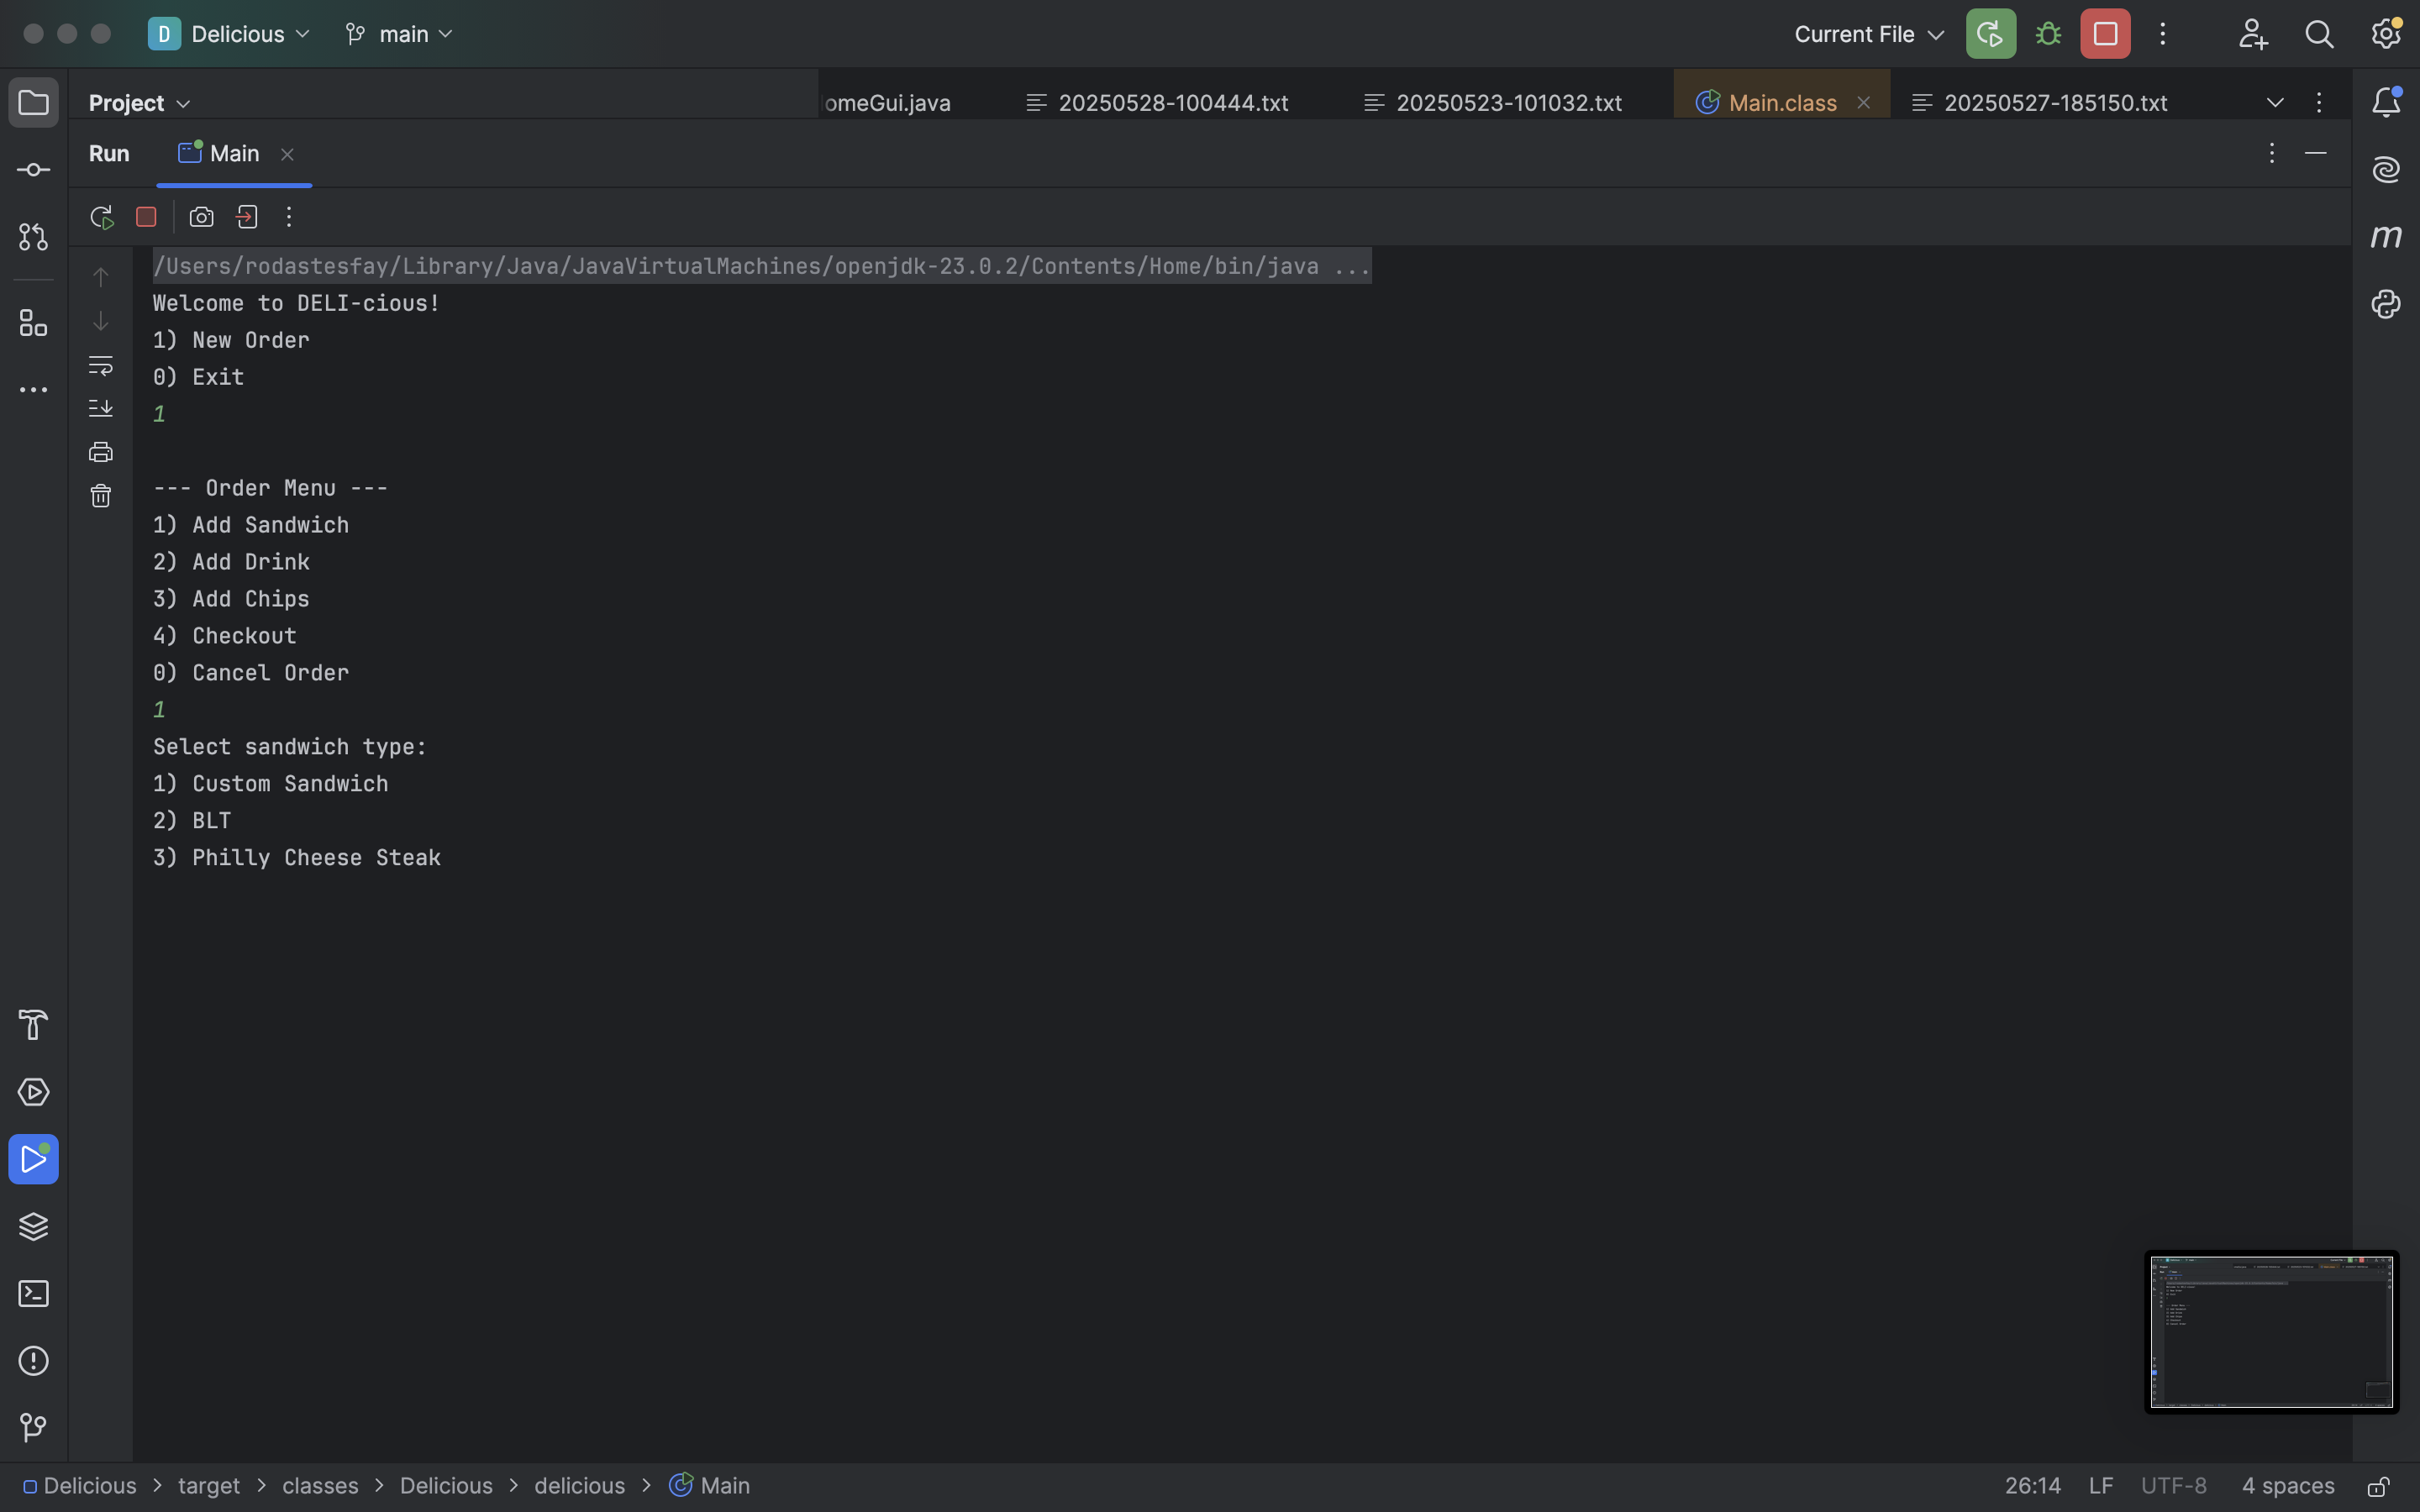 D Delicious main Current File
Project omeGui.java 20250528-100444.txt 20250523-101032.txt Main.class 20250527-185150.txt
Run Main
/Users/rodastesfay/Library/Java/JavaVirtualMachines/openjdk-23.0.2/Contents/Home/bin/java ...
Welcome to DELI-cious!
1) New Order
0) Exit
1
--- Order Menu ---
1) Add Sandwich
2) Add Drink
3) Add Chips
4) Checkout
0) Cancel Order
1
Select sandwich type:
1) Custom Sandwich
2) BLT
3) Philly Cheese Steak
Delicious > target > classes > Delicious > delicious > Main 26:14 LF UTF-8 4 spaces